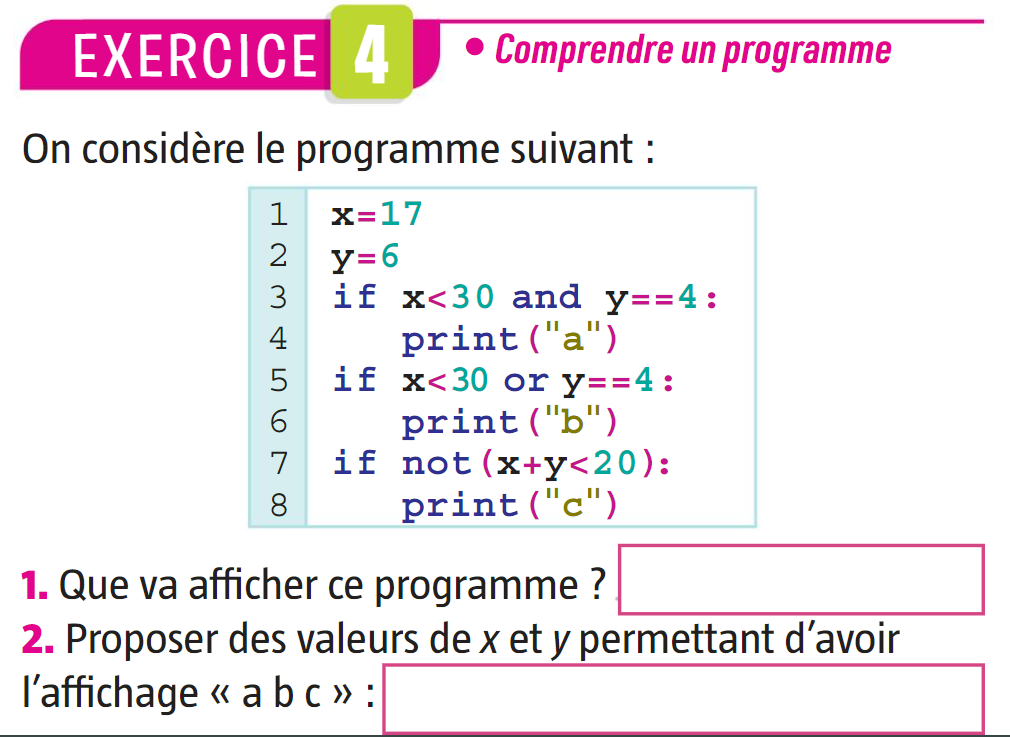 EXERCICE 4 • Comprendre un programme
On considère le programme suivant :
1 x=17
2 y=6
3 if x<30 and y==4:
4    print("a")
5 if x<30 or y==4:
6    print("b")
7 if not(x+y<20):
8    print("c")
1. Que va afficher ce programme ?
2. Proposer des valeurs de x et y permettant d’avoir
l’affichage « a b c » :